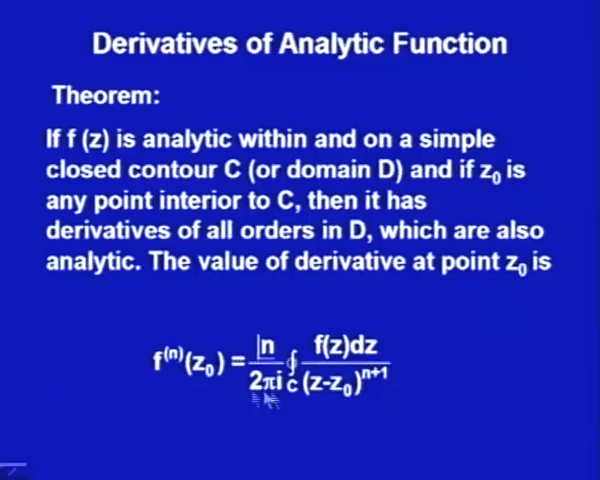 Derivatives of Analytic Function
Theorem:
If f (z) is analytic within and on a simple
closed contour C (or domain D) and if z₀ is
any point interior to C, then it has
derivatives of all orders in D, which are also
analytic. The value of derivative at point z₀ is
f⁽ⁿ⁾(z₀) = |n̲ / 2πi ∮_C f(z)dz / (z-z₀)ⁿ⁺¹